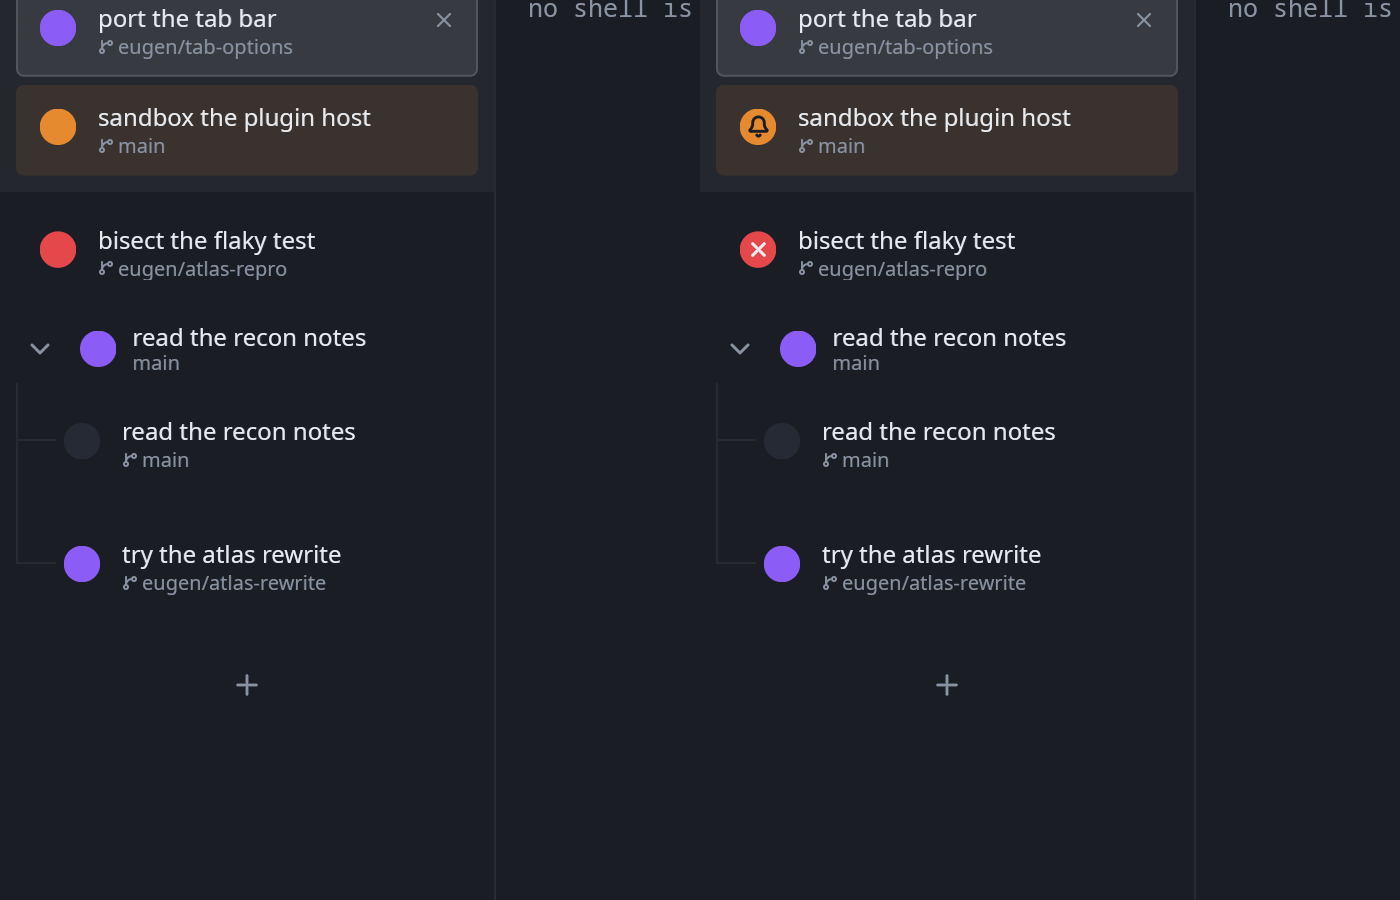 port the tab bar
eugen/tab-options
sandbox the plugin host
main
bisect the flaky test
eugen/atlas-repro
read the recon notes
main
read the recon notes
main
try the atlas rewrite
eugen/atlas-rewrite
no shell is
port the tab bar
eugen/tab-options
sandbox the plugin host
main
bisect the flaky test
eugen/atlas-repro
read the recon notes
main
read the recon notes
main
try the atlas rewrite
eugen/atlas-rewrite
no shell is